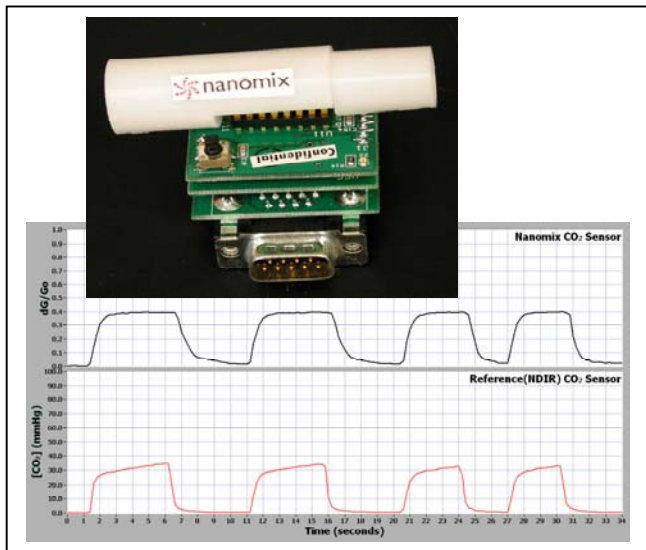 nanomix
U11
Confidential
Nanomix CO₂ Sensor
dG/Go
1.0
0.9
0.8
0.7
0.6
0.5
0.4
0.3
0.2
0.1
0.0
Reference(NDIR) CO₂ Sensor
[CO₂] (mmHg)
100.0
90.0
80.0
70.0
60.0
50.0
40.0
30.0
20.0
10.0
0.0
0 1 2 3 4 5 6 7 8 9 10 11 12 13 14 15 16 17 18 19 20 21 22 23 24 25 26 27 28 29 30 31 32 33 34
Time (seconds)